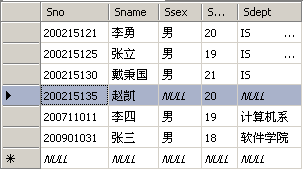 Sno Sname Ssex S... Sdept
200215121 李勇 男 20 IS ...
200215125 张立 男 19 IS ...
200215130 戴秉国 男 21 IS
200215135 赵凯 NULL 20 NULL
200711011 李四 男 19 计算机系
200901031 张三 男 18 软件学院
NULL NULL NULL NULL NULL